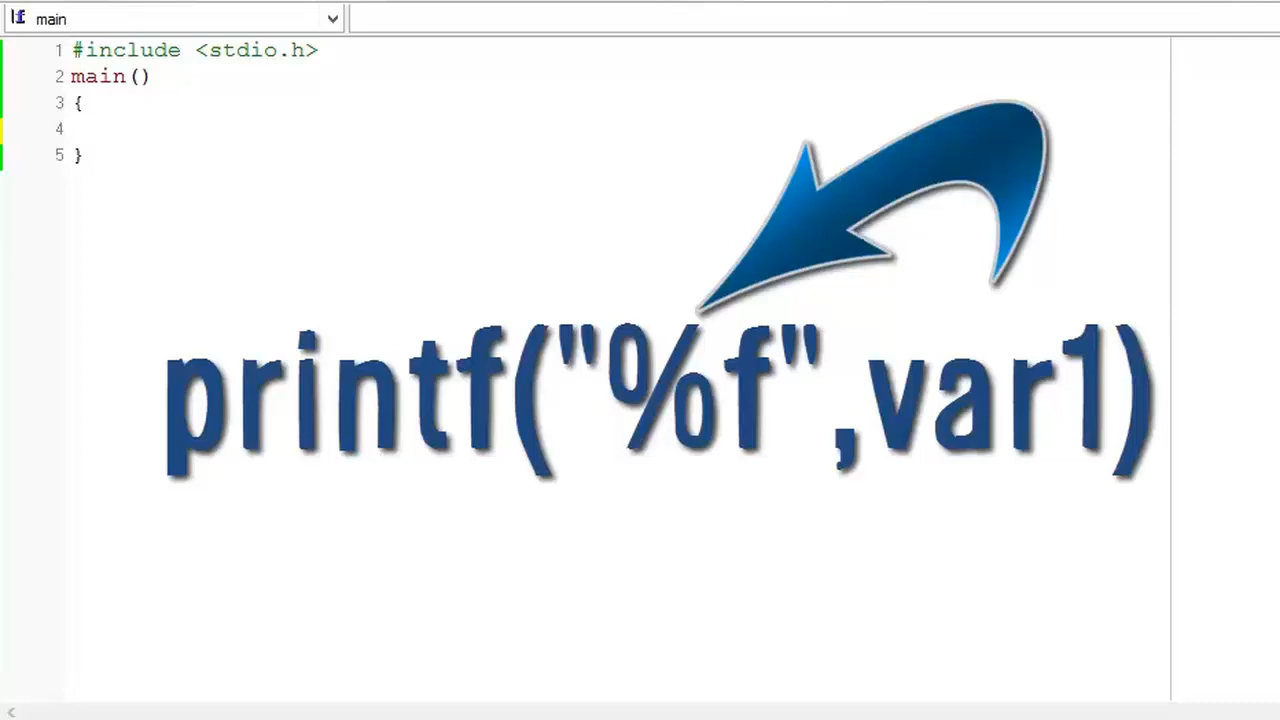 main
1 #include <stdio.h>
2 main()
3 {
4
5 }
printf("%f",var1)